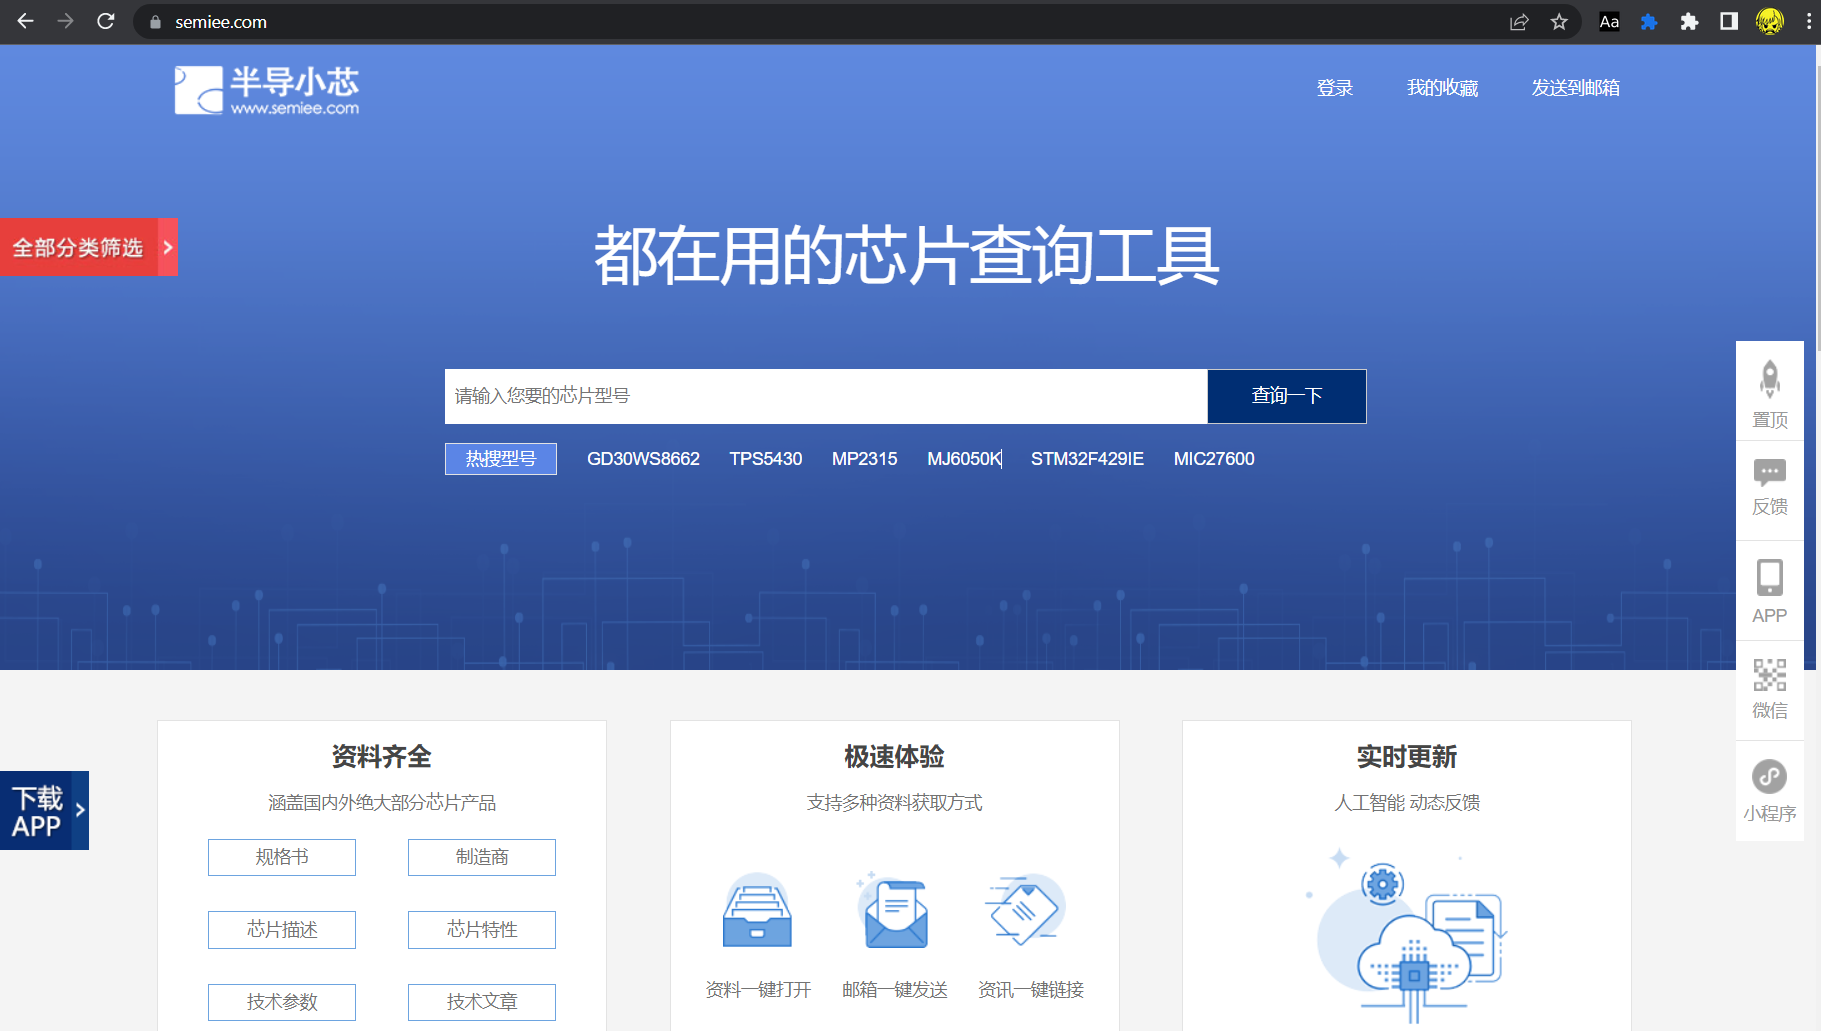 semiee.com
Aa
半导小芯
www.semiee.com
登录 我的收藏 发送到邮箱
全部分类筛选
都在用的芯片查询工具
请输入您要的芯片型号 查询一下
热搜型号 GD30WS8662 TPS5430 MP2315 MJ6050K STM32F429IE MIC27600
置顶
反馈
APP
微信
小程序
下载
APP
资料齐全
涵盖国内外绝大部分芯片产品
规格书 制造商
芯片描述 芯片特性
技术参数 技术文章
极速体验
支持多种资料获取方式
资料一键打开 邮箱一键发送 资讯一键链接
实时更新
人工智能 动态反馈